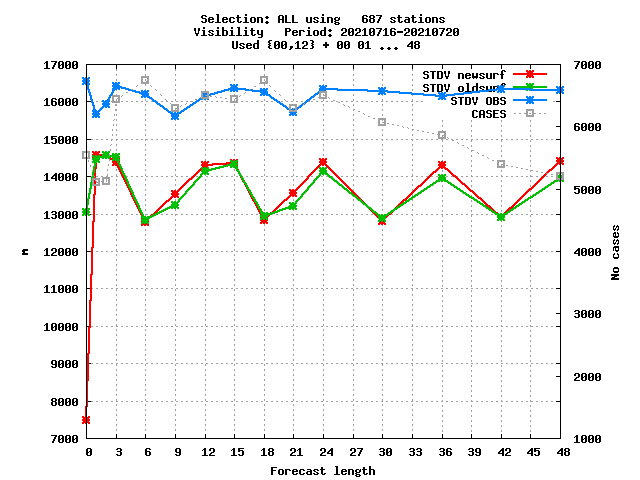 Selection: ALL using   687 stations
Visibility   Period: 20210716-20210720
Used {00,12} + 00 01 ... 48
17000
16000
15000
14000
13000
12000
11000
10000
9000
8000
7000
7000
6000
5000
4000
3000
2000
1000
STDV newsurf
STDV oldsurf
STDV OBS
CASES
m
No cases
0 3 6 9 12 15 18 21 24 27 30 33 36 39 42 45 48
Forecast length